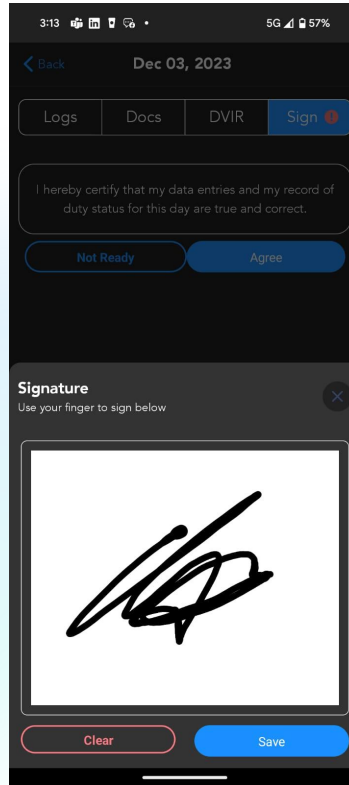 3:13 5G 57%
Back Dec 03, 2023
Logs Docs DVIR Sign
I hereby certify that my data entries and my record of
duty status for this day are true and correct.
Not Ready Agree
Signature
Use your finger to sign below
Clear Save